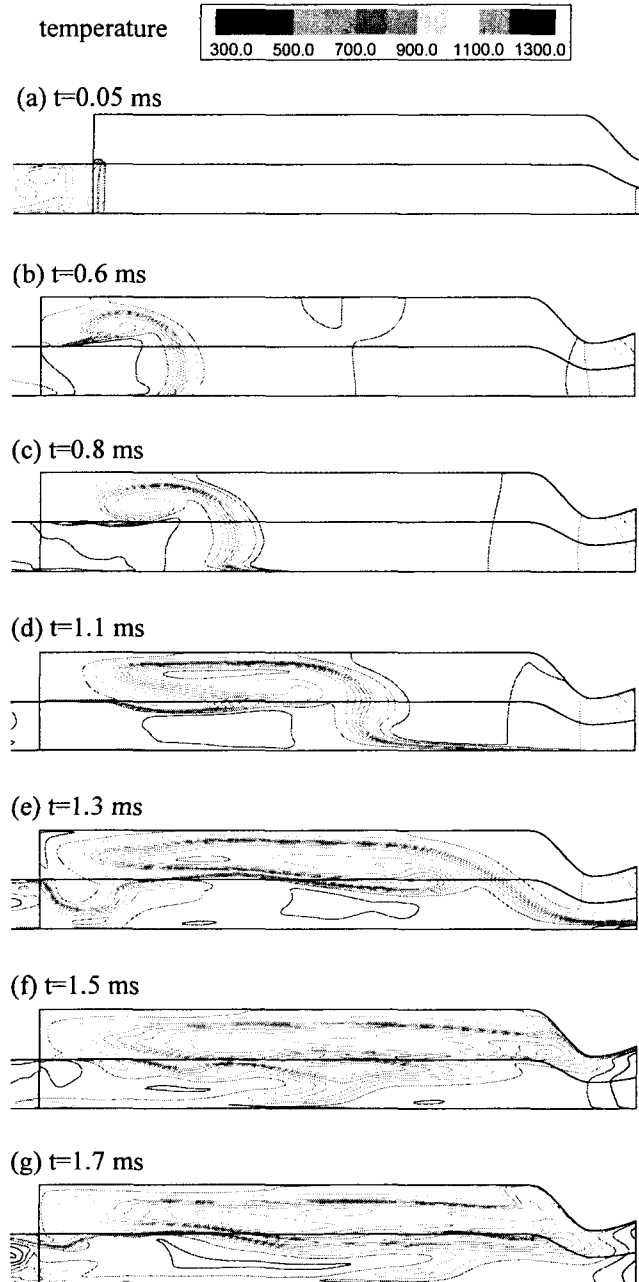 temperature
300.0 500.0 700.0 900.0 1100.0 1300.0
(a) t=0.05 ms
(b) t=0.6 ms
(c) t=0.8 ms
(d) t=1.1 ms
(e) t=1.3 ms
(f) t=1.5 ms
(g) t=1.7 ms